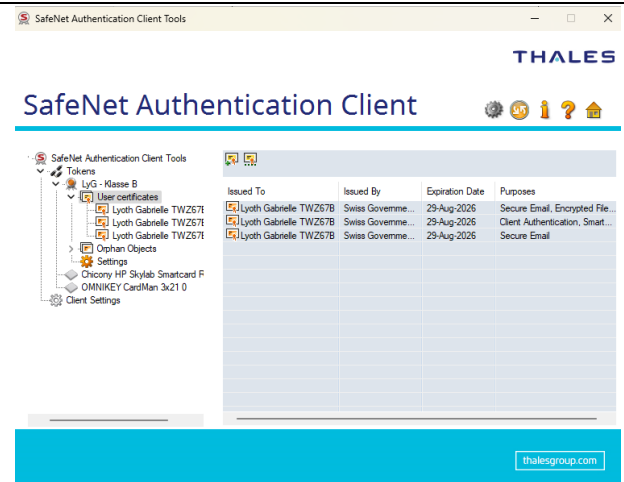 SafeNet Authentication Client Tools
THALES
SafeNet Authentication Client
SafeNet Authentication Client Tools
Tokens
LyG - Klasse B
User certificates
Lyoth Gabrielle TWZ67E
Lyoth Gabrielle TWZ67E
Lyoth Gabrielle TWZ67E
Orphan Objects
Settings
Chicony HP Skylab Smartcard F
OMNIKEY CardMan 3x21 0
Client Settings
Issued To Issued By Expiration Date Purposes
Lyoth Gabrielle TWZ67B Swiss Governme... 29-Aug-2026 Secure Email, Encrypted File...
Lyoth Gabrielle TWZ67B Swiss Governme... 29-Aug-2026 Client Authentication, Smart...
Lyoth Gabrielle TWZ67B Swiss Governme... 29-Aug-2026 Secure Email
thalesgroup.com